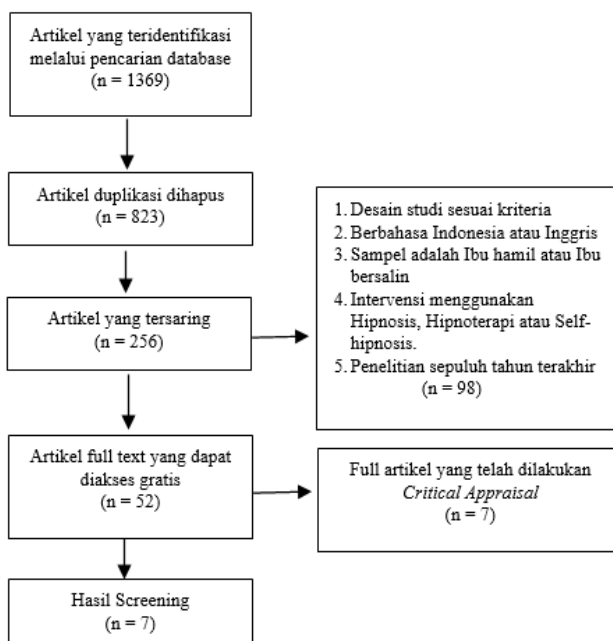 Artikel yang teridentifikasi
melalui pencarian database
(n = 1369)
Artikel duplikasi dihapus
(n = 823)
Artikel yang tersaring
(n = 256)
1. Desain studi sesuai kriteria
2. Berbahasa Indonesia atau Inggris
3. Sampel adalah Ibu hamil atau Ibu
bersalin
4. Intervensi menggunakan
Hipnosis, Hipnoterapi atau Self-
hipnosis.
5. Penelitian sepuluh tahun terakhir
(n = 98)
Artikel full text yang dapat
diakses gratis
(n = 52)
Full artikel yang telah dilakukan
Critical Appraisal
(n = 7)
Hasil Screening
(n = 7)